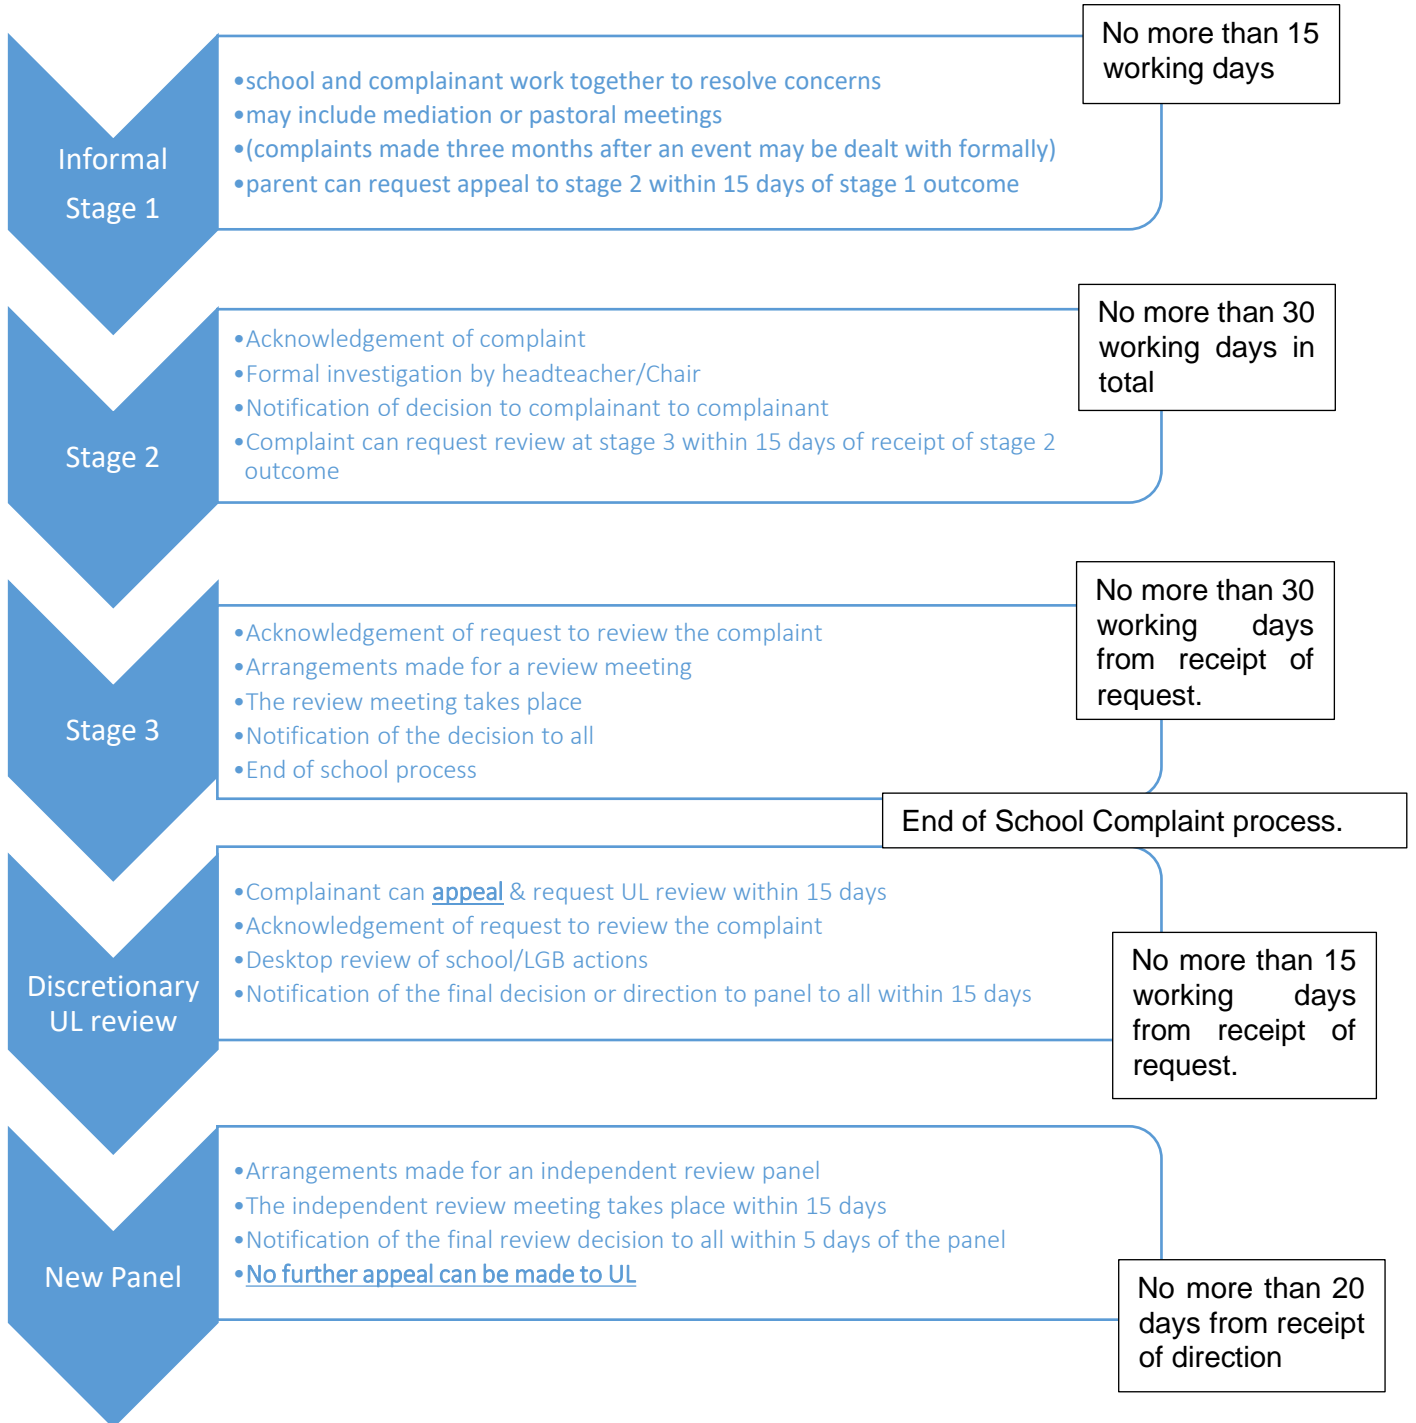 No more than 15
working days
Informal
Stage 1
•school and complainant work together to resolve concerns
•may include mediation or pastoral meetings
•(complaints made three months after an event may be dealt with formally)
•parent can request appeal to stage 2 within 15 days of stage 1 outcome
No more than 30
working days in
total
Stage 2
•Acknowledgement of complaint
•Formal investigation by headteacher/Chair
•Notification of decision to complainant to complainant
•Complaint can request review at stage 3 within 15 days of receipt of stage 2
outcome
No more than 30
working days
from receipt of
request.
Stage 3
•Acknowledgement of request to review the complaint
•Arrangements made for a review meeting
•The review meeting takes place
•Notification of the decision to all
•End of school process
End of School Complaint process.
Discretionary
UL review
•Complainant can appeal & request UL review within 15 days
•Acknowledgement of request to review the complaint
•Desktop review of school/LGB actions
•Notification of the final decision or direction to panel to all within 15 days
No more than 15
working days
from receipt of
request.
New Panel
•Arrangements made for an independent review panel
•The independent review meeting takes place within 15 days
•Notification of the final review decision to all within 5 days of the panel
•No further appeal can be made to UL
No more than 20
days from receipt
of direction